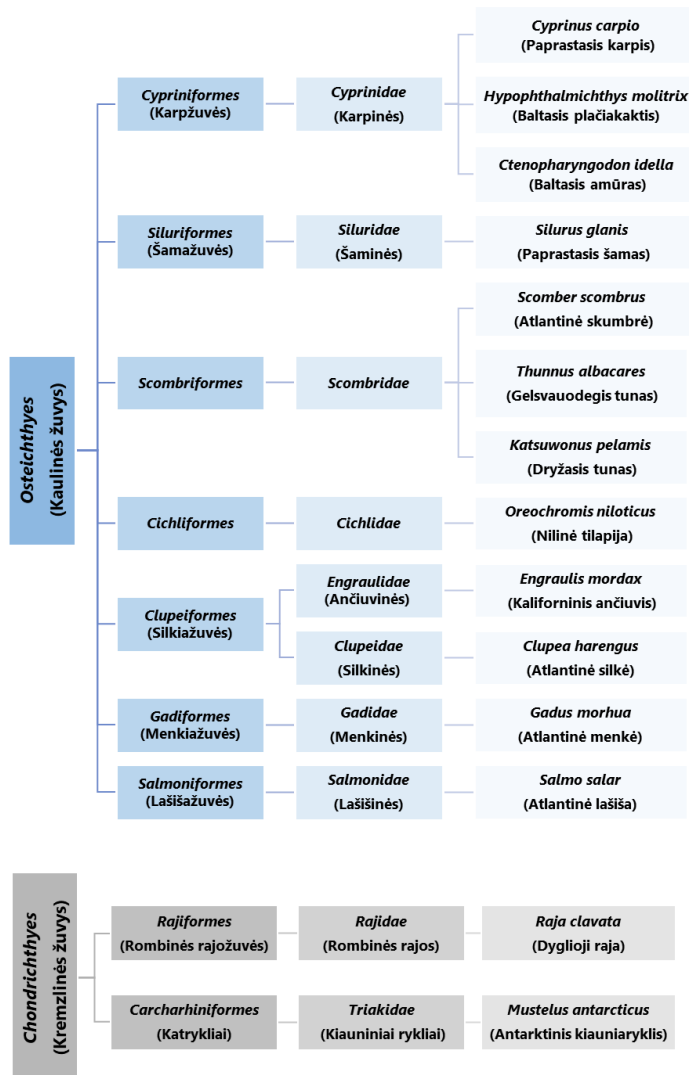 Osteichthyes
(Kaulinės žuvys)
Cypriniformes
(Karpžuvės)
Cyprinidae
(Karpinės)
Cyprinus carpio
(Paprastasis karpis)
Hypophthalmichthys molitrix
(Baltasis plačiakaktis)
Ctenopharyngodon idella
(Baltasis amūras)
Siluriformes
(Šamažuvės)
Siluridae
(Šaminės)
Silurus glanis
(Paprastasis šamas)
Scombriformes
Scombridae
Scomber scombrus
(Atlantinė skumbrė)
Thunnus albacares
(Gelsvauodegis tunas)
Katsuwonus pelamis
(Dryžasis tunas)
Cichliformes
Cichlidae
Oreochromis niloticus
(Nilinė tilapija)
Clupeiformes
(Silkiažuvės)
Engraulidae
(Ančiuvinės)
Engraulis mordax
(Kaliforninis ančiuvis)
Clupeidae
(Silkinės)
Clupea harengus
(Atlantinė silkė)
Gadiformes
(Menkiažuvės)
Gadidae
(Menkinės)
Gadus morhua
(Atlantinė menkė)
Salmoniformes
(Lašišažuvės)
Salmonidae
(Lašišinės)
Salmo salar
(Atlantinė lašiša)
Chondrichthyes
(Kremzlinės žuvys)
Rajiformes
(Rombinės rajožuvės)
Rajidae
(Rombinės rajos)
Raja clavata
(Dyglioji raja)
Carcharhiniformes
(Katrykliai)
Triakidae
(Kiauniniai rykliai)
Mustelus antarcticus
(Antarktinis kiauniaryklis)